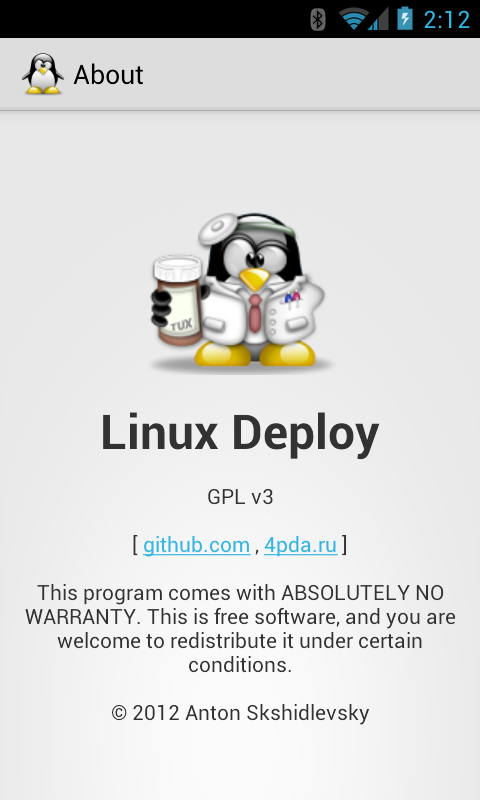 2:12
About
TUX
Linux Deploy
GPL v3
[ github.com , 4pda.ru ]
This program comes with ABSOLUTELY NO
WARRANTY. This is free software, and you are
welcome to redistribute it under certain
conditions.
© 2012 Anton Skshidlevsky